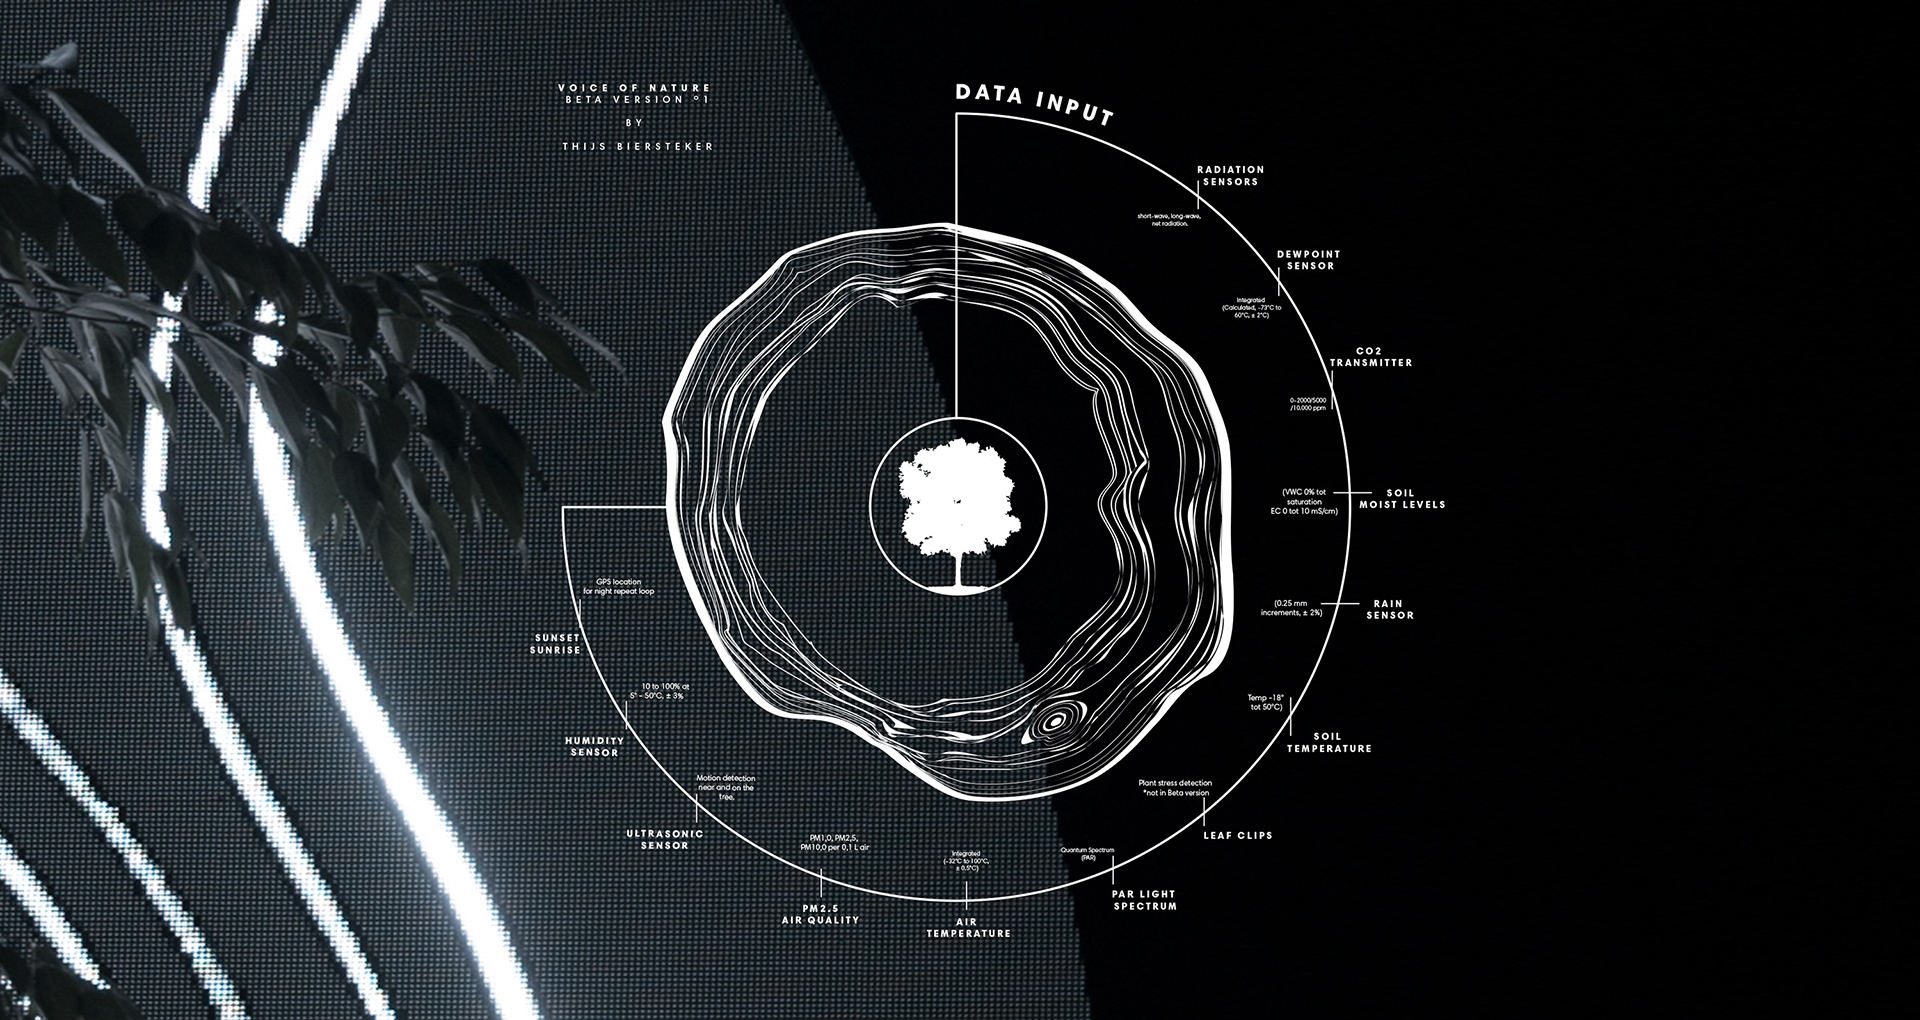 VOICE OF NATURE
BETA VERSION º1
BY
THIJS BIERSTEKER
DATA INPUT
RADIATION
SENSORS
short-wave, long-wave,
net radiation.
DEWPOINT
SENSOR
Integrated
(Calculated, -73°C to
60°C, ± 2°C)
CO2
TRANSMITTER
0-2000/5000
/10.000 ppm
SOIL
MOIST LEVELS
(VWC 0% tot
saturation
EC 0 tot 10 mS/cm)
RAIN
SENSOR
(0.25 mm
increments, ± 2%)
Temp -18°
tot 50°C)
SOIL
TEMPERATURE
Plant stress detection
*not in Beta version
LEAF CLIPS
Quantum Spectrum
(PAR)
PAR LIGHT
SPECTRUM
Integrated
(-32°C to 100°C,
± 0.5°C)
AIR
TEMPERATURE
PM1,0, PM2,5,
PM10,0 per 0,1 L air
PM2.5
AIR QUALITY
Motion detection
near and on the
tree.
ULTRASONIC
SENSOR
10 to 100% at
5° - 50°C, ± 3%
HUMIDITY
SENSOR
GPS location
for night repeat loop
SUNSET
SUNRISE